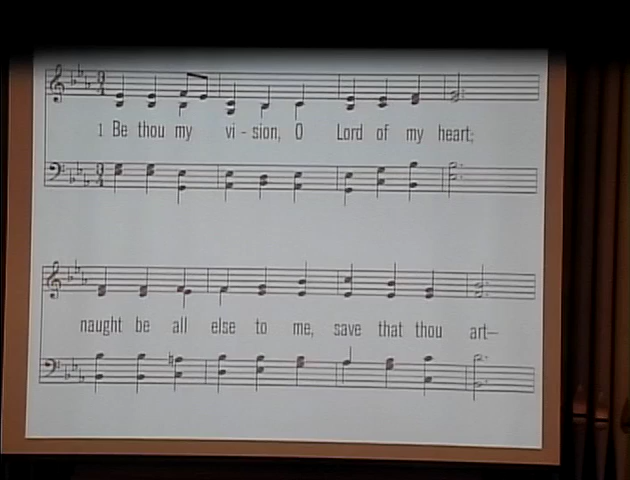 1 Be thou my vi - sion, O Lord of my heart;
naught be all else to me, save that thou art—